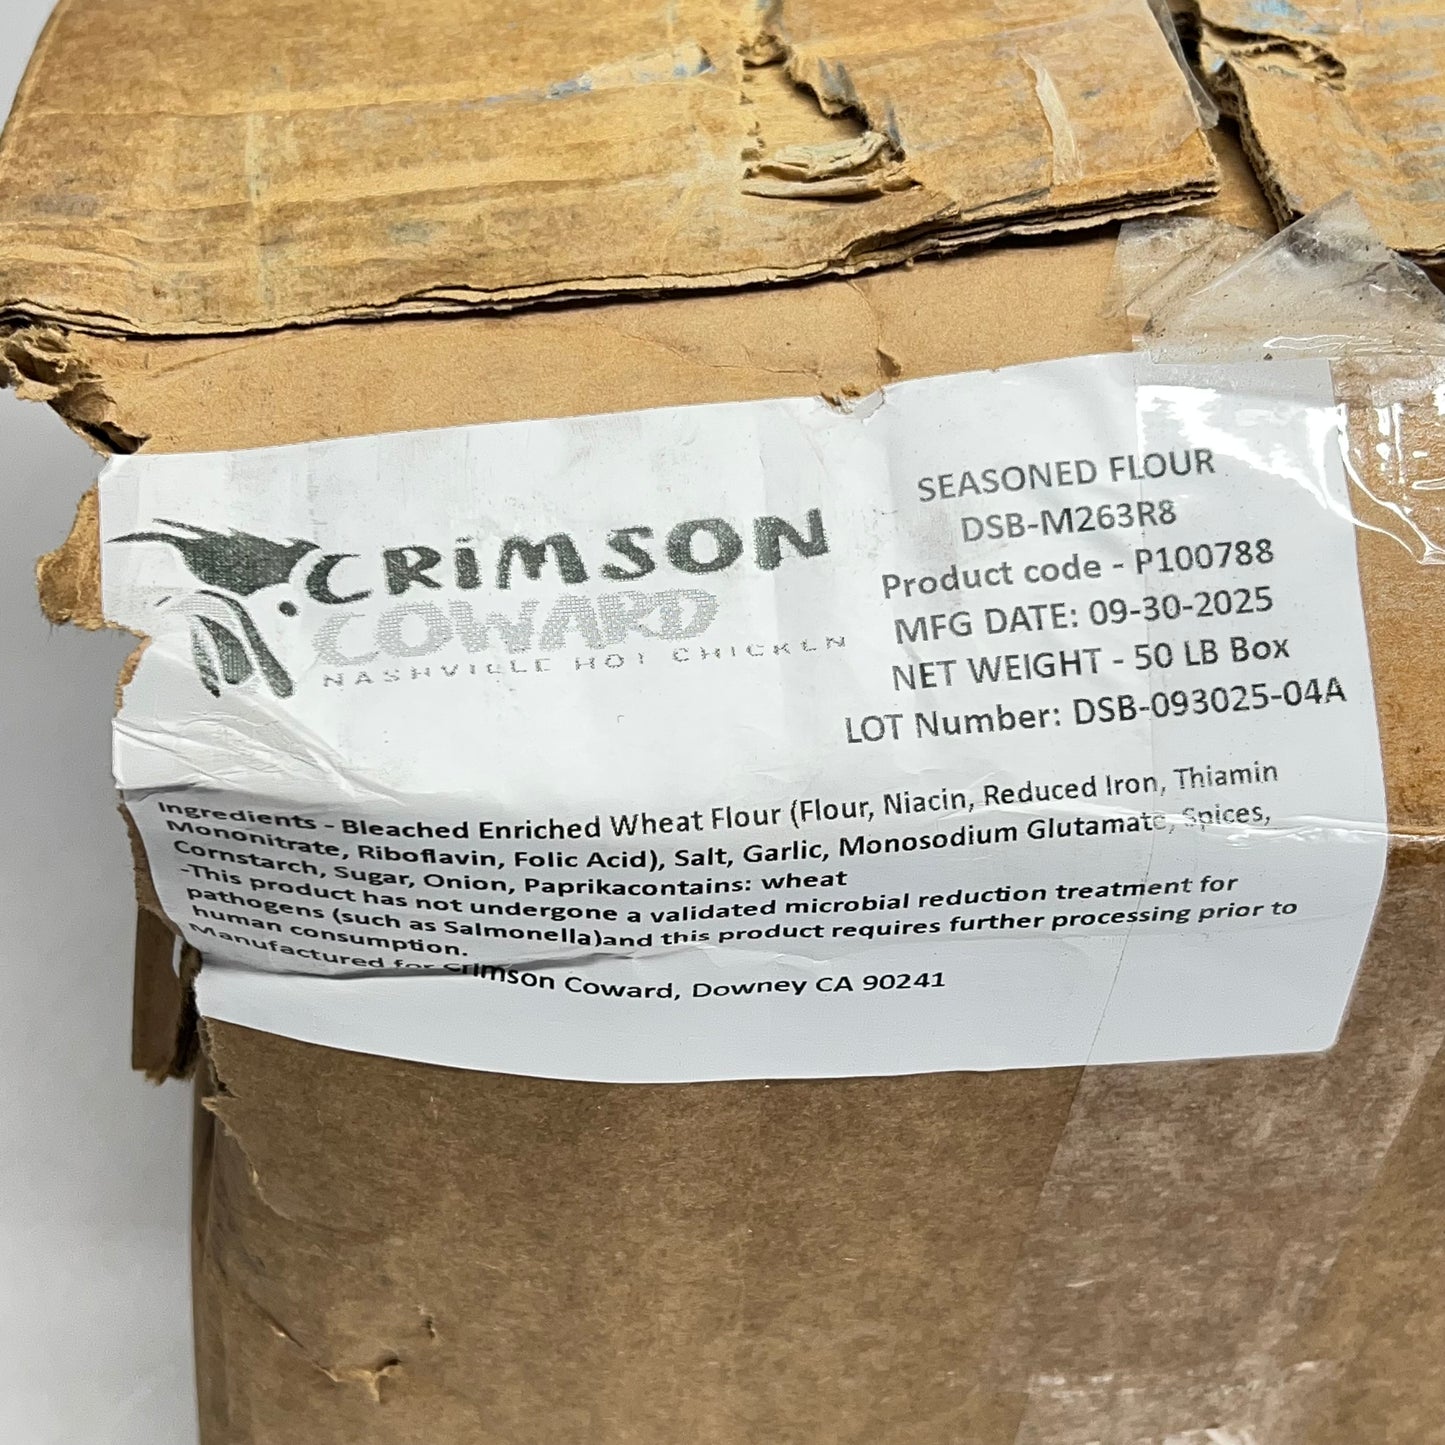 CRIMSON
COWARD
NASHVILLE HOT CHICKEN
SEASONED FLOUR
DSB-M263R8
Product code - P100788
MFG DATE: 09-30-2025
NET WEIGHT - 50 LB Box
LOT Number: DSB-093025-04A
Ingredients - Bleached Enriched Wheat Flour (Flour, Niacin, Reduced Iron, Thiamin
Mononitrate, Riboflavin, Folic Acid), Salt, Garlic, Monosodium Glutamate, Spices,
Cornstarch, Sugar, Onion, Paprikacontains: wheat
-This product has not undergone a validated microbial reduction treatment for
pathogens (such as Salmonella)and this product requires further processing prior to
human consumption.
Manufactured for Crimson Coward, Downey CA 90241